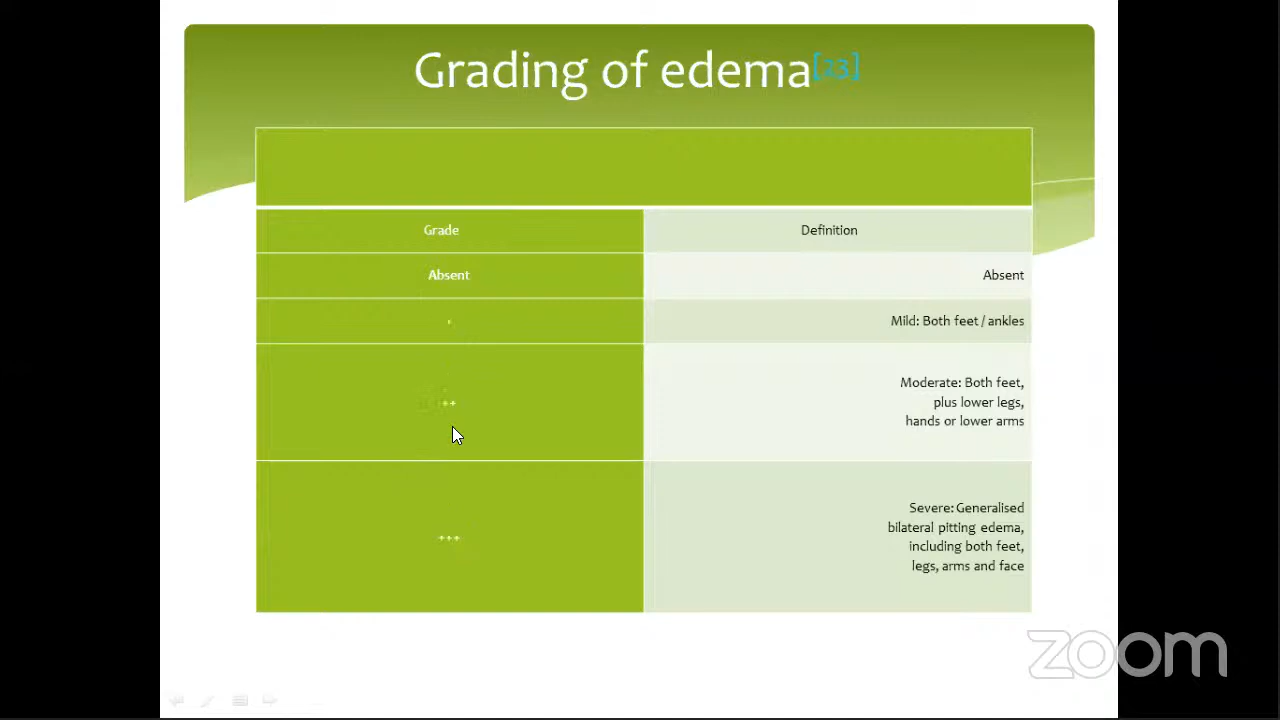 Grading of edema[23]
Grade Definition
Absent Absent
+ Mild: Both feet / ankles
++ Moderate: Both feet,
plus lower legs,
hands or lower arms
+++ Severe: Generalised
bilateral pitting edema,
including both feet,
legs, arms and face
zoom